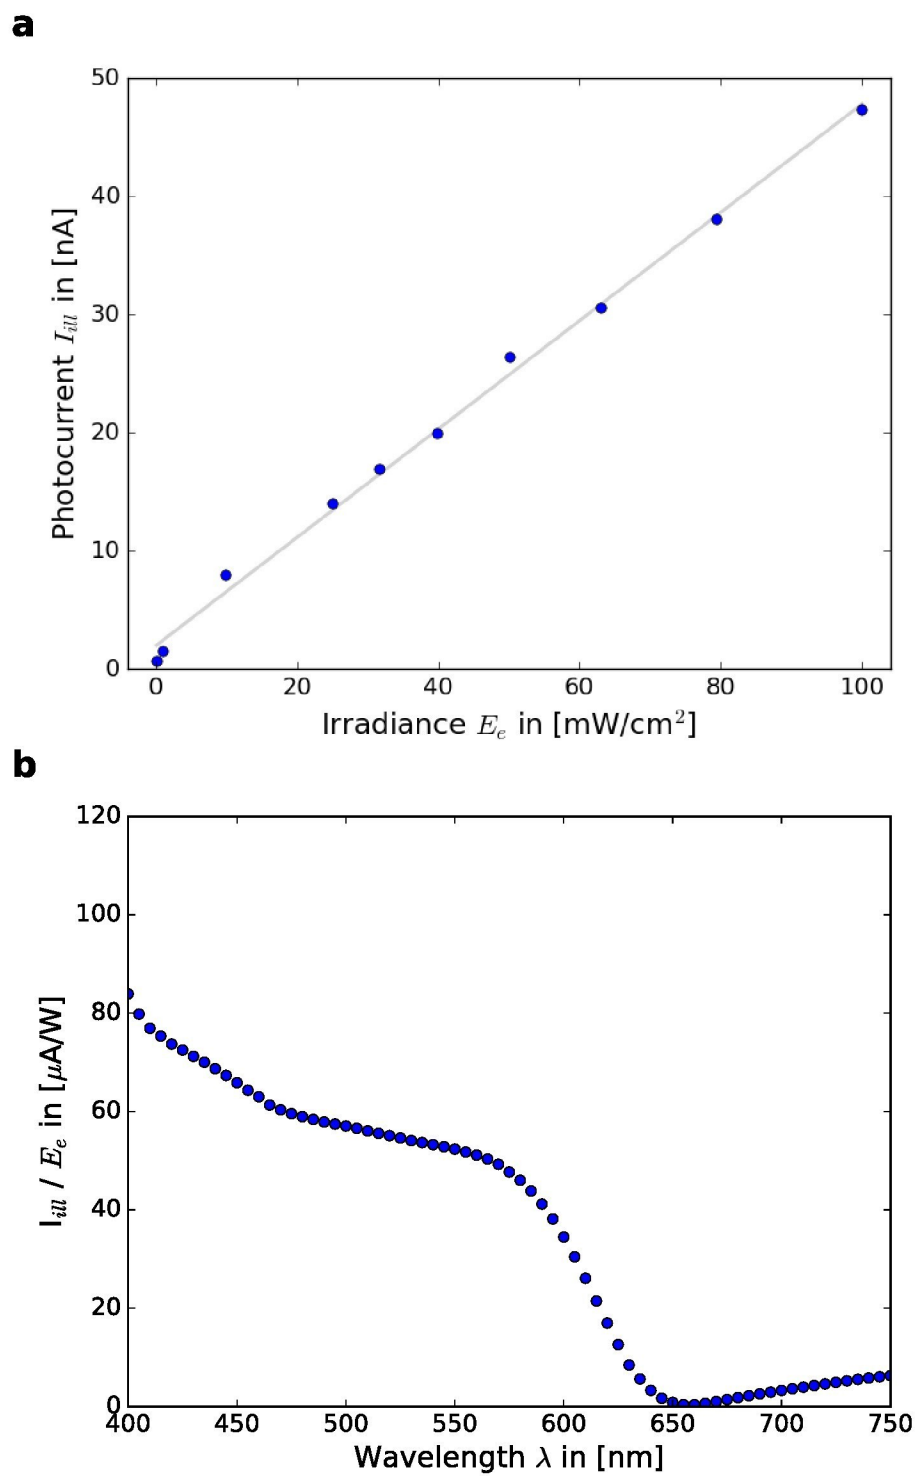 a
50
40
30
20
10
0
Photocurrent I_ill in [nA]
0 20 40 60 80 100
Irradiance E_e in [mW/cm²]
b
120
100
80
60
40
20
0
I_ill / E_e in [μA/W]
400 450 500 550 600 650 700 750
Wavelength λ in [nm]